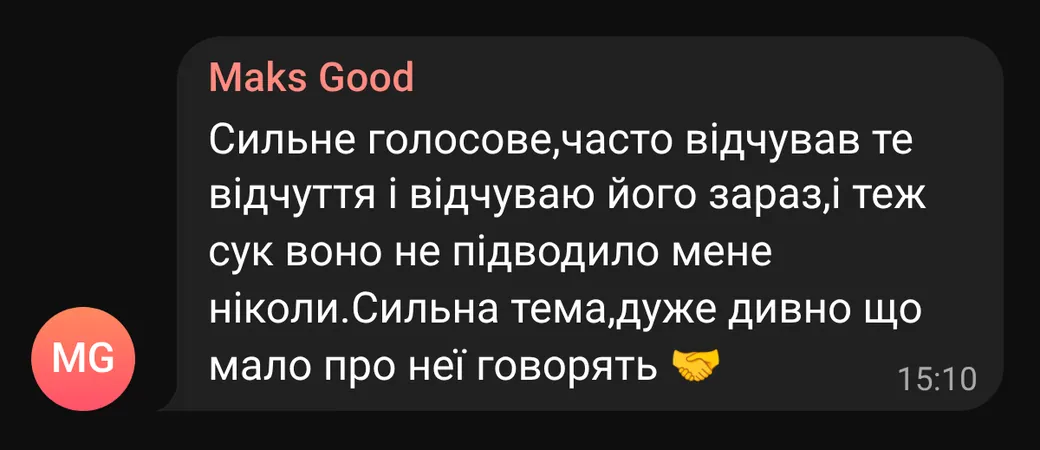 Maks Good
Сильне голосове,часто відчував те
відчуття і відчуваю його зараз,і теж
сук воно не підводило мене
ніколи.Сильна тема,дуже дивно що
мало про неї говорять 🤝
15:10
MG